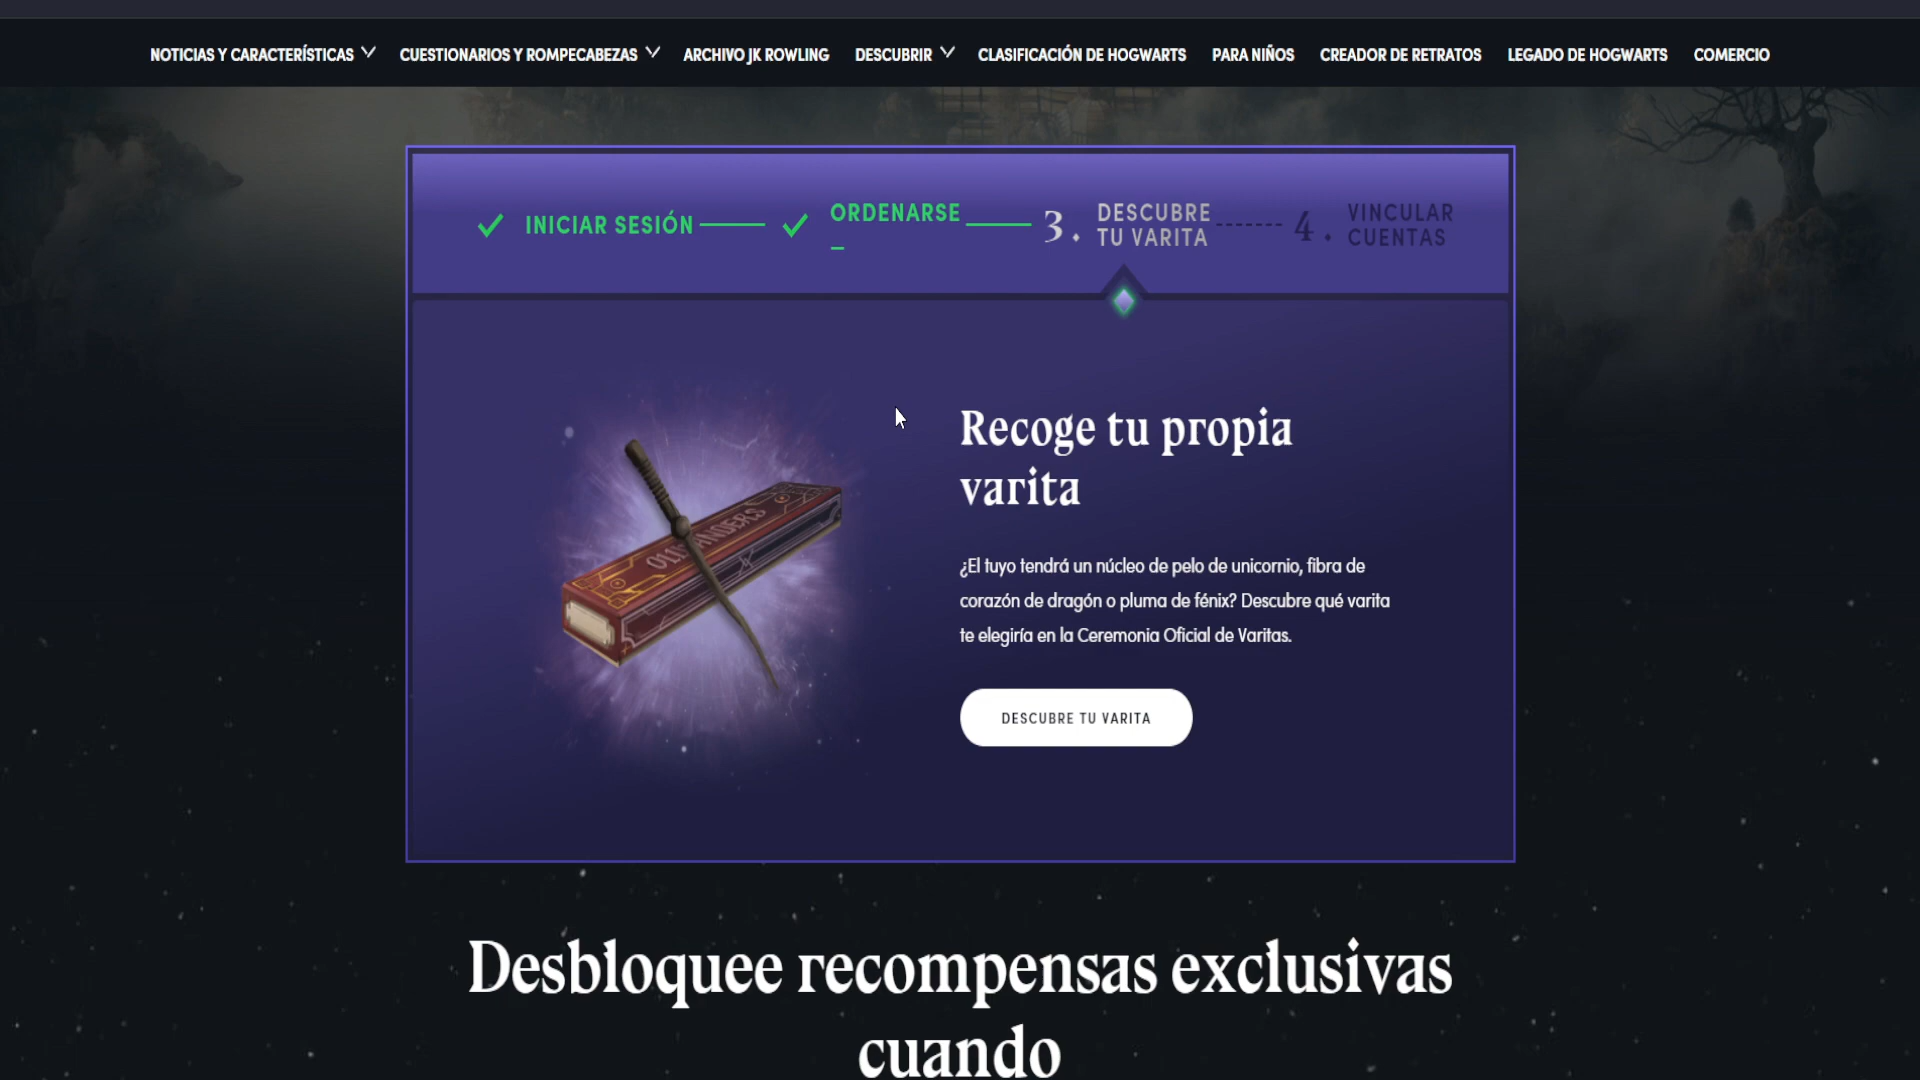 NOTICIAS Y CARACTERÍSTICAS CUESTIONARIOS Y ROMPECABEZAS ARCHIVO JK ROWLING DESCUBRIR CLASIFICACIÓN DE HOGWARTS PARA NIÑOS CREADOR DE RETRATOS LEGADO DE HOGWARTS COMERCIO
INICIAR SESIÓN
ORDENARSE
3. DESCUBRE
TU VARITA
4. VINCULAR
CUENTAS
OLLIVANDERS
Recoge tu propia
varita
¿El tuyo tendrá un núcleo de pelo de unicornio, fibra de
corazón de dragón o pluma de fénix? Descubre qué varita
te elegiría en la Ceremonia Oficial de Varitas.
DESCUBRE TU VARITA
Desbloquee recompensas exclusivas
cuando